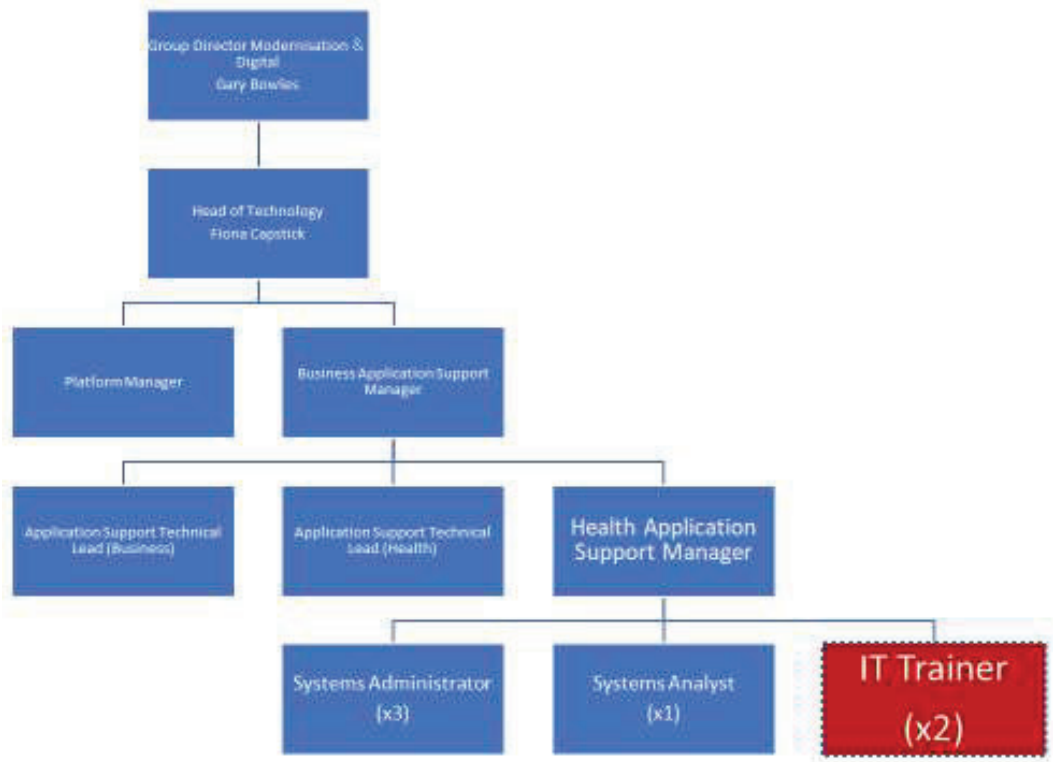 Group Director Modernisation &
Digital
Gary Bowles
Head of Technology
Fiona Capstick
Platform Manager
Business Application Support
Manager
Application Support Technical
Lead (Business)
Application Support Technical
Lead (Health)
Health Application
Support Manager
Systems Administrator
(x3)
Systems Analyst
(x1)
IT Trainer
(x2)